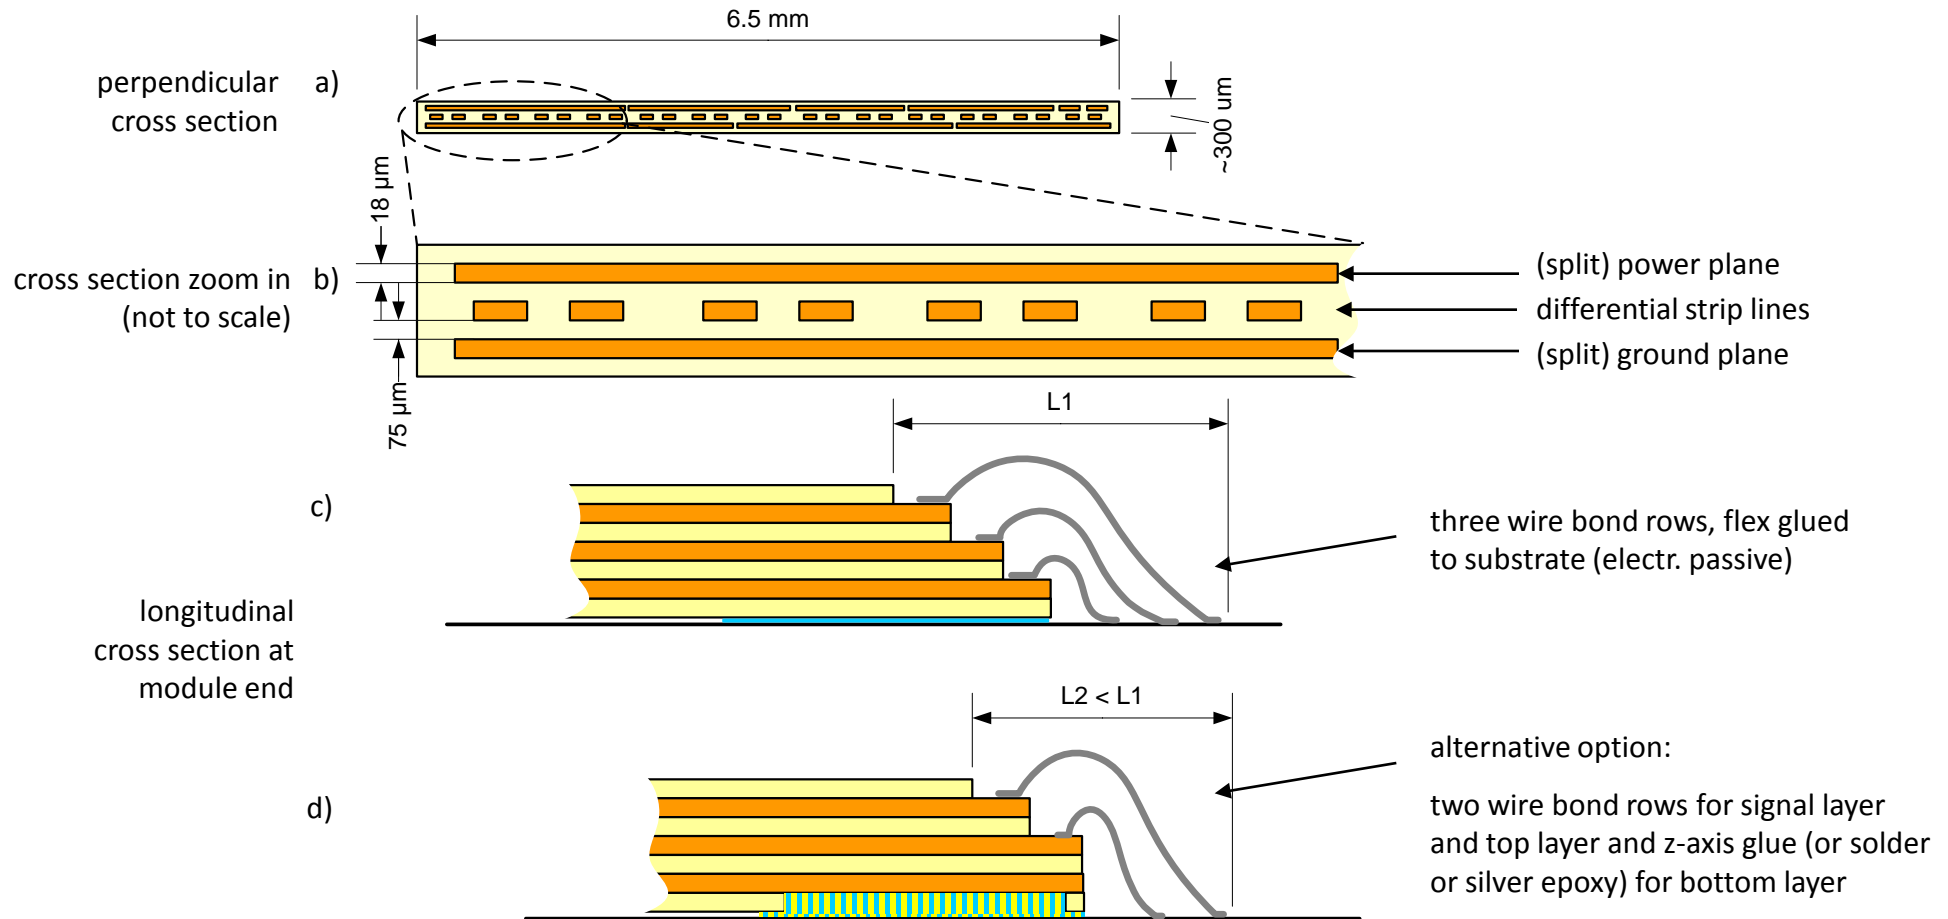 6.5 mm
perpendicular
cross section
a)
~300 um
18 µm
cross section zoom in
(not to scale)
b)
(split) power plane
differential strip lines
(split) ground plane
75 µm
L1
c)
three wire bond rows, flex glued
to substrate (electr. passive)
longitudinal
cross section at
module end
L2 < L1
d)
alternative option:
two wire bond rows for signal layer
and top layer and z-axis glue (or solder
or silver epoxy) for bottom layer